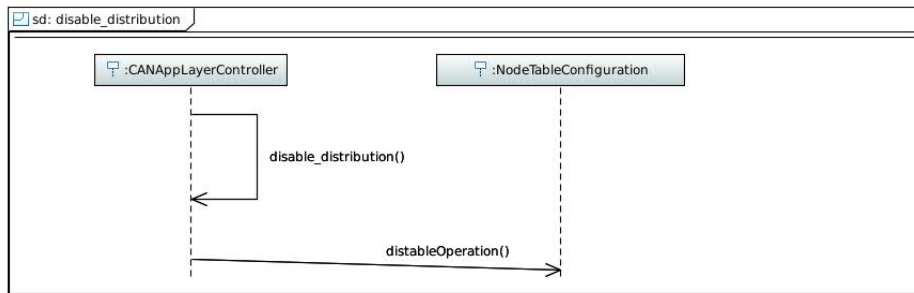 sd: disable_distribution
:CANAppLayerController
:NodeTableConfiguration
disable_distribution()
distableOperation()